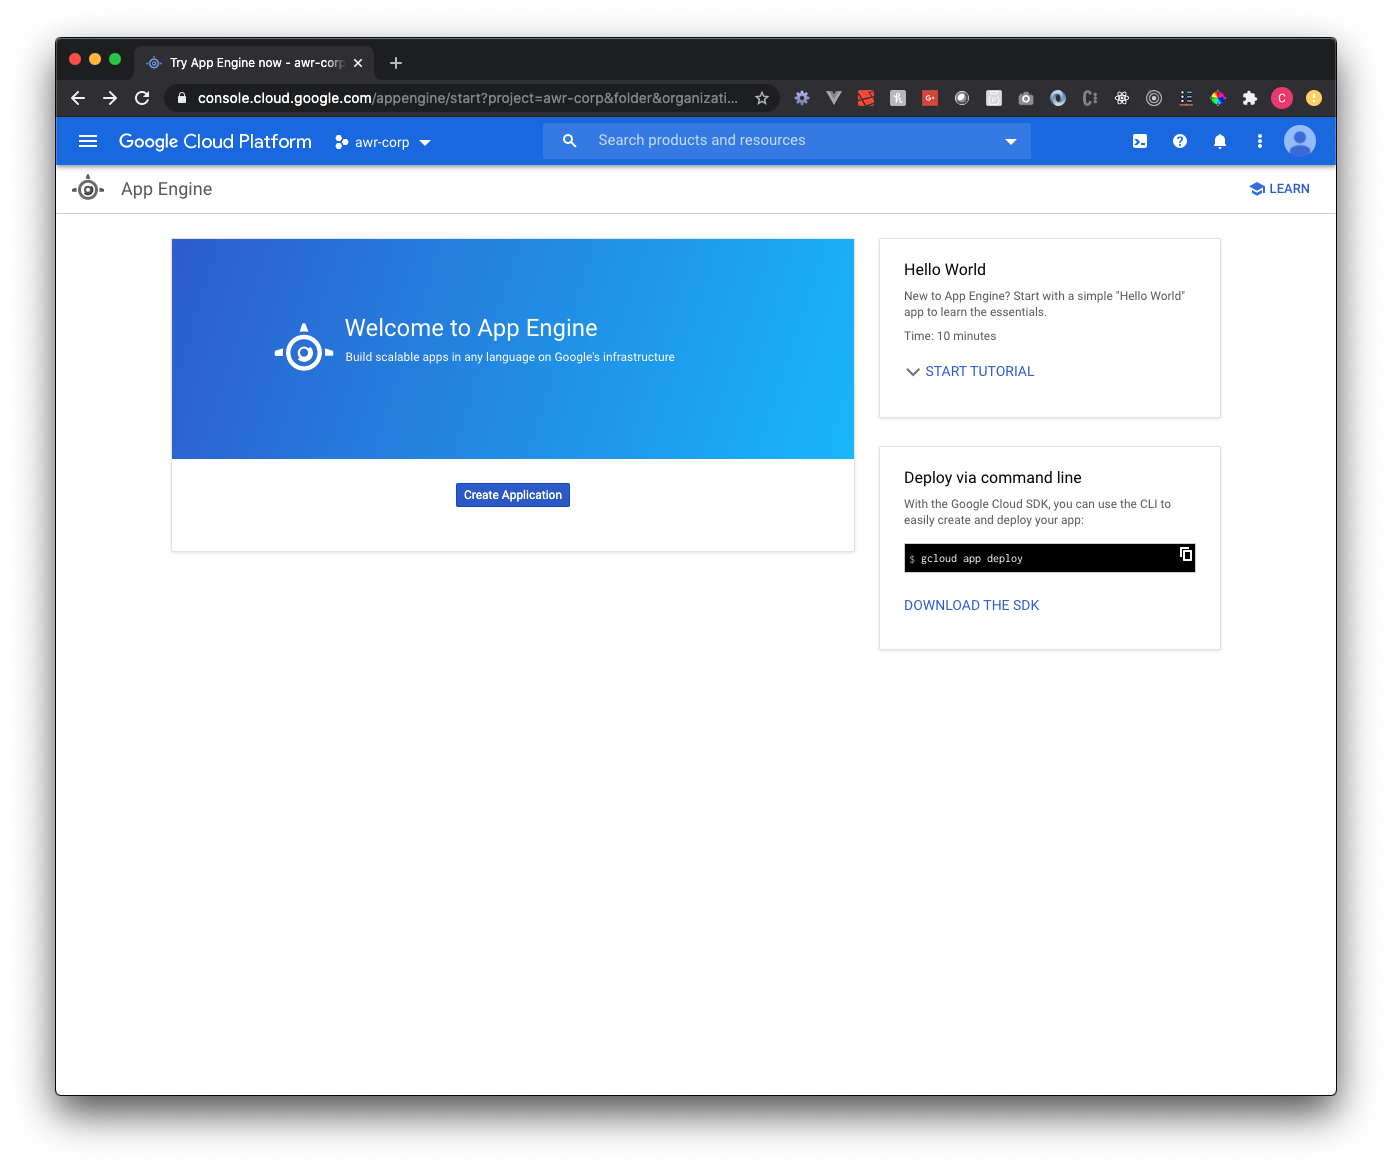 Try App Engine now - awr-corp
console.cloud.google.com/appengine/start?project=awr-corp&folder&organizati...
C
Google Cloud Platform
awr-corp
Search products and resources
App Engine
LEARN
Welcome to App Engine
Build scalable apps in any language on Google's infrastructure
Create Application
Hello World
New to App Engine? Start with a simple "Hello World"
app to learn the essentials.
Time: 10 minutes
START TUTORIAL
Deploy via command line
With the Google Cloud SDK, you can use the CLI to
easily create and deploy your app:
$ gcloud app deploy
DOWNLOAD THE SDK